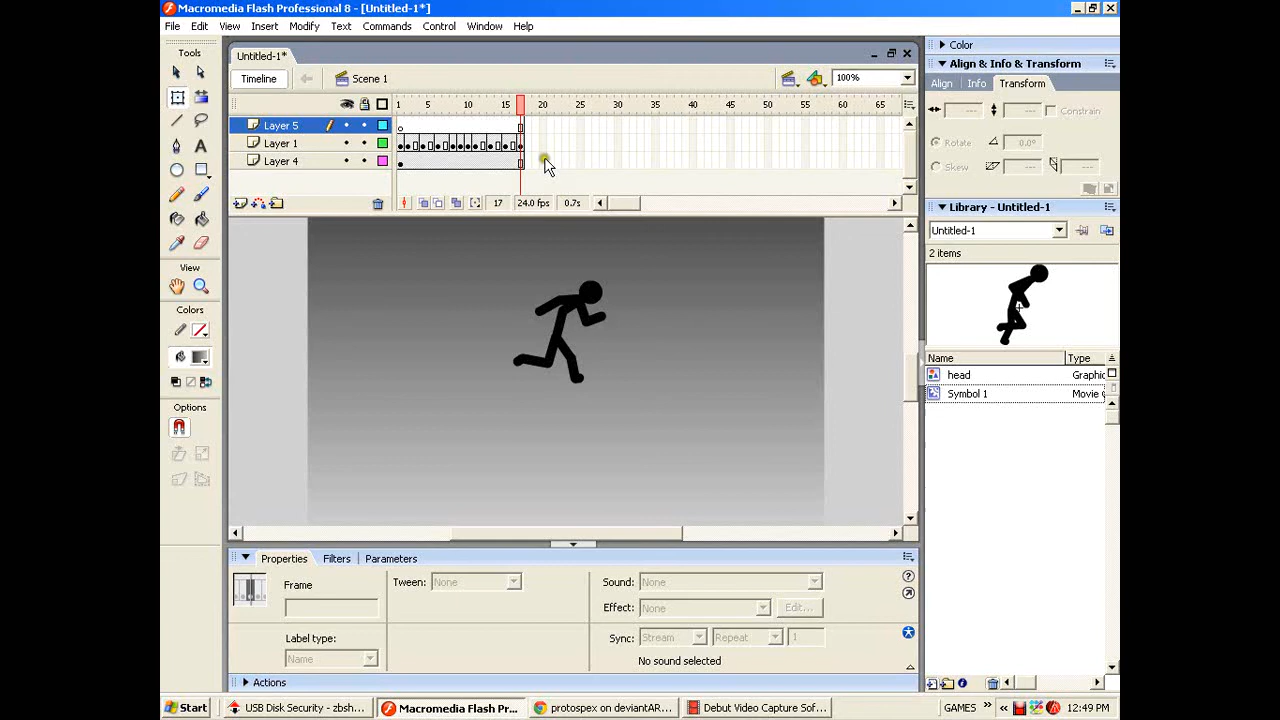 Macromedia Flash Professional 8 - [Untitled-1*]
File Edit View Insert Modify Text Commands Control Window Help
Tools
View
Colors
Options
Untitled-1*
Timeline
Scene 1
100%
1 5 10 15 20 25 30 35 40 45 50 55 60 65
Layer 5
Layer 1
Layer 4
17 24.0 fps 0.7s
Color
Align & Info & Transform
Align Info Transform
Constrain
Rotate 0.0°
Skew
Library - Untitled-1
Untitled-1
2 items
Name Type
head Graphic
Symbol 1 Movie C
Properties Filters Parameters
Frame
Label type:
Name
Tween: None
Sound: None
Effect: None Edit...
Sync: Stream Repeat 1
No sound selected
Actions
Start
USB Disk Security - zbsh...
Macromedia Flash Pr...
protospex on deviantAR...
Debut Video Capture Sof...
GAMES »
12:49 PM